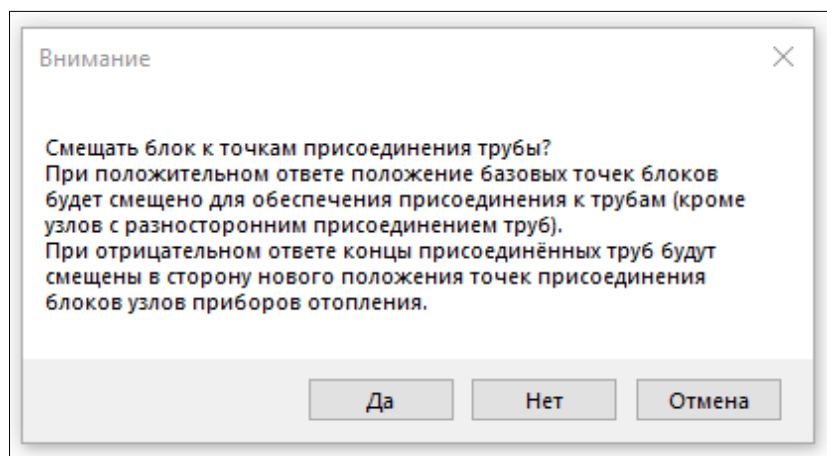 Внимание
Смещать блок к точкам присоединения трубы?
При положительном ответе положение базовых точек блоков
будет смещено для обеспечения присоединения к трубам (кроме
узлов с разносторонним присоединением труб).
При отрицательном ответе концы присоединённых труб будут
смещены в сторону нового положения точек присоединения
блоков узлов приборов отопления.
Да
Нет
Отмена